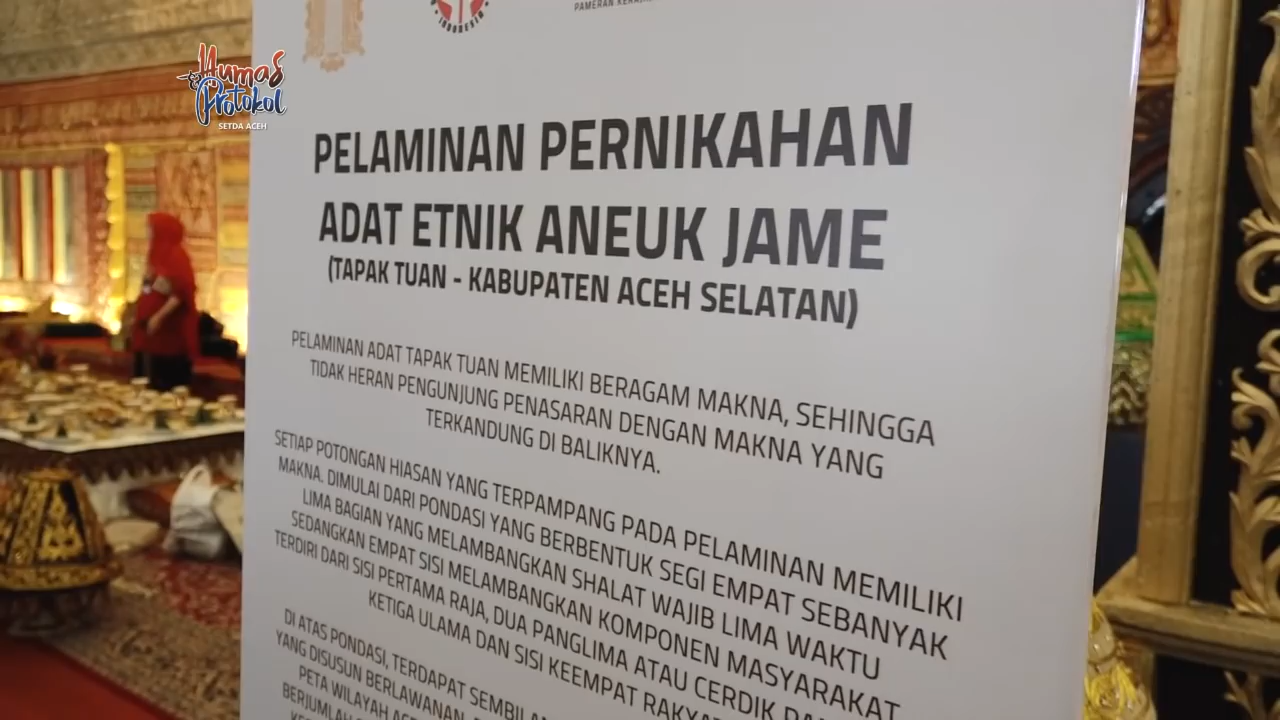 Humas
& Protokol
SETDA ACEH
INDONESIA
PAMERAN
PELAMINAN PERNIKAHAN
ADAT ETNIK ANEUK JAME
(TAPAK TUAN - KABUPATEN ACEH SELATAN)
PELAMINAN ADAT TAPAK TUAN MEMILIKI BERAGAM MAKNA, SEHINGGA
TIDAK HERAN PENGUNJUNG PENASARAN DENGAN MAKNA YANG
TERKANDUNG DI BALIKNYA.
SETIAP POTONGAN HIASAN YANG TERPAMPANG PADA PELAMINAN MEMILIKI
MAKNA. DIMULAI DARI PONDASI YANG BERBENTUK SEGI EMPAT SEBANYAK
LIMA BAGIAN YANG MELAMBANGKAN SHALAT WAJIB LIMA WAKTU
SEDANGKAN EMPAT SISI MELAMBANGKAN KOMPONEN MASYARAKAT
TERDIRI DARI SISI PERTAMA RAJA, DUA PANGLIMA ATAU CERDIK
KETIGA ULAMA DAN SISI KEEMPAT
DI ATAS PONDASI, TERDAPAT
YANG DISUSUN BERLAWANAN,
PETA WILAYAH
BERJUMLAH